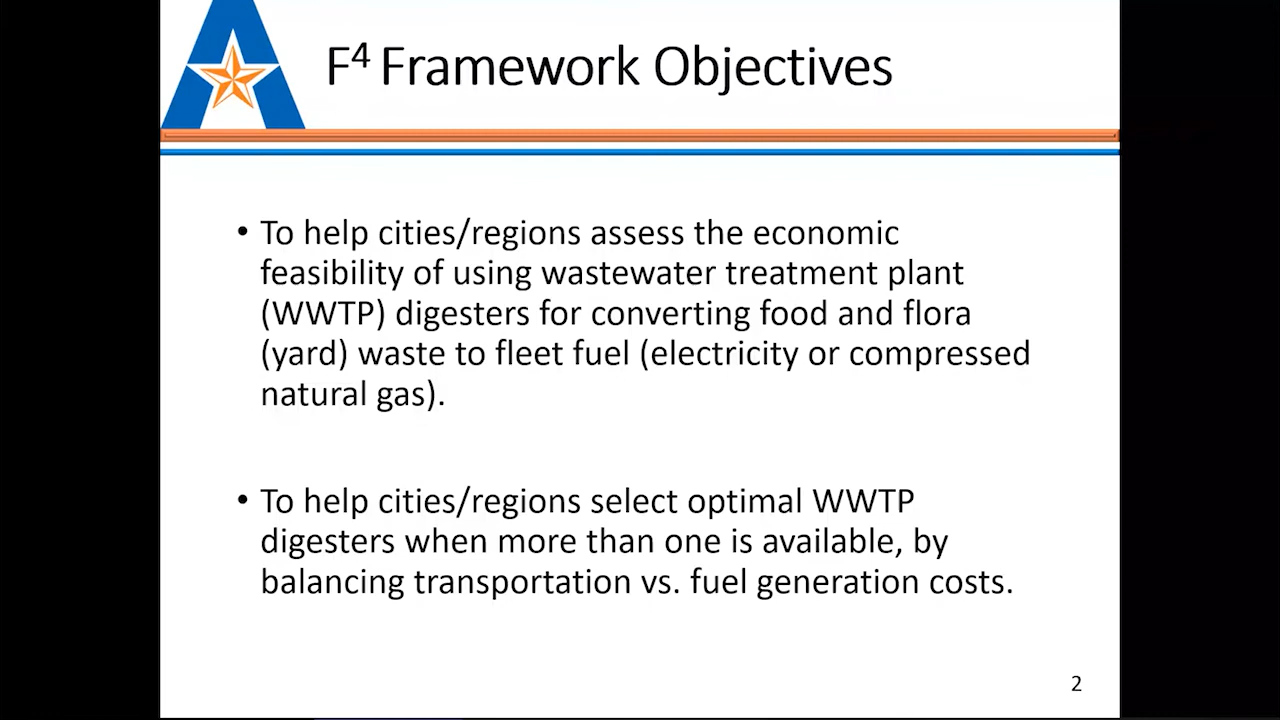 F⁴ Framework Objectives
• To help cities/regions assess the economic
feasibility of using wastewater treatment plant
(WWTP) digesters for converting food and flora
(yard) waste to fleet fuel (electricity or compressed
natural gas).
• To help cities/regions select optimal WWTP
digesters when more than one is available, by
balancing transportation vs. fuel generation costs.
2